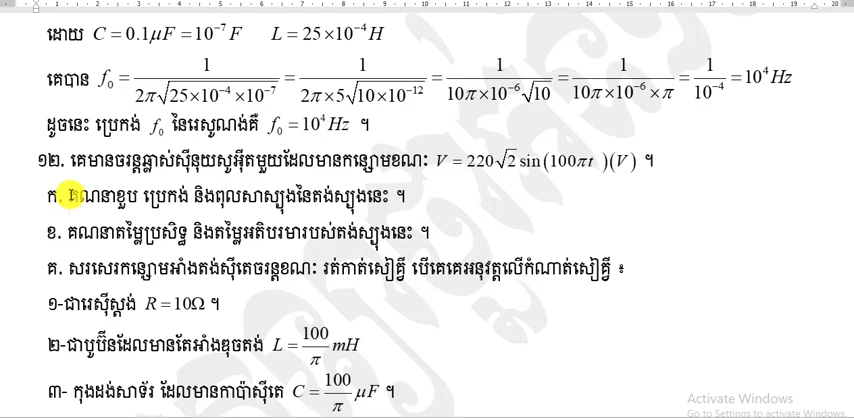 ដោយ C = 0.1μF = 10⁻⁷ F L = 25×10⁻⁴ H
គេបាន f₀ = 1/(2π√(25×10⁻⁴×10⁻⁷)) = 1/(2π×5√(10×10⁻¹²)) = 1/(10π×10⁻⁶√10) = 1/(10π×10⁻⁶×π) = 1/10⁻⁴ = 10⁴ Hz
ដូចនេះ ប្រេកង់ f₀ នៃរេសូណង់គឺ f₀ = 10⁴ Hz ។
១២. គេមានចរន្តឆ្លាស់ស៊ីនុយសូអ៊ីតមួយដែលមានកន្សោមខណៈ V = 220√2 sin(100πt )(V) ។
ក. គណនាខួប ប្រេកង់ និងពុលសាស្យុងនៃតង់ស្យុងនេះ ។
ខ. គណនាតម្លៃប្រសិទ្ធ និងតម្លៃអតិបរមារបស់តង់ស្យុងនេះ ។
គ. សរសេរកន្សោមអាំងតង់ស៊ីតេចរន្តខណៈ រត់កាត់សៀគ្វី បើគេគេអនុវត្តលើកំណាត់សៀគ្វី ៖
១-ជារេស៊ីស្តង់ R = 10Ω ។
២-ជាបូប៊ីនដែលមានតែអាំងឌុចតង់ L = 100/π mH
៣- កុងដង់សាទ័រ ដែលមានកាប៉ាស៊ីតេ C = 100/π μF ។
Activate Windows
Go to Settings to activate Windows.